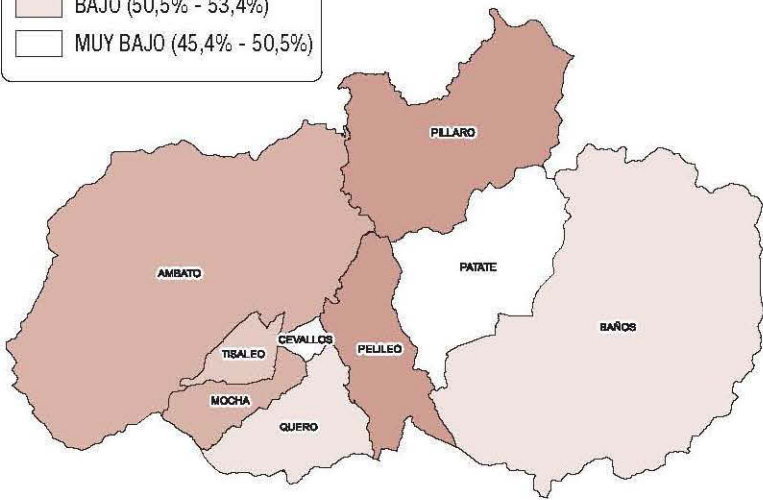 BAJO (50,5% - 53,4%)
MUY BAJO (45,4% - 50,5%)
PILLARO
AMBATO
PATATE
BAÑOS
CEVALLOS
TISALEO
PELILEO
MOCHA
QUERO